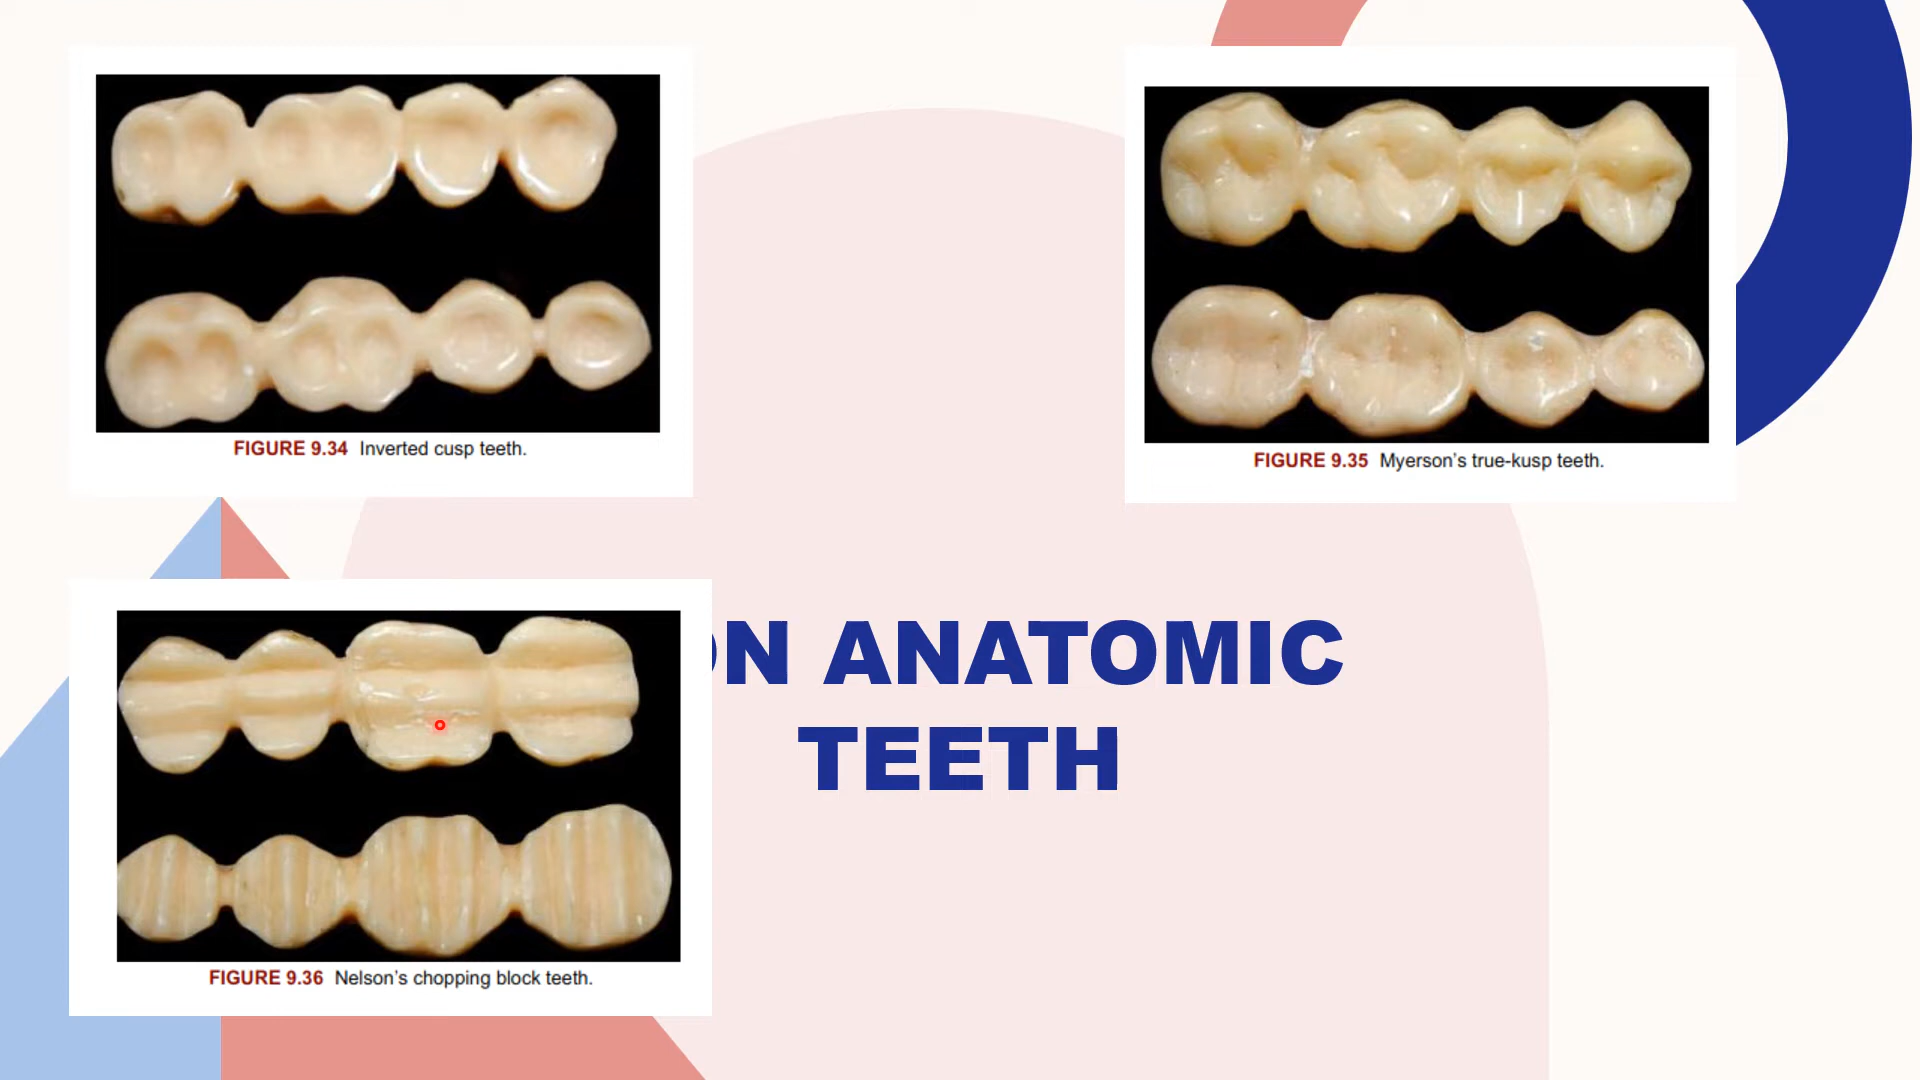 FIGURE 9.34 Inverted cusp teeth.
FIGURE 9.35 Myerson's true-kusp teeth.
ON ANATOMIC
TEETH
FIGURE 9.36 Nelson's chopping block teeth.